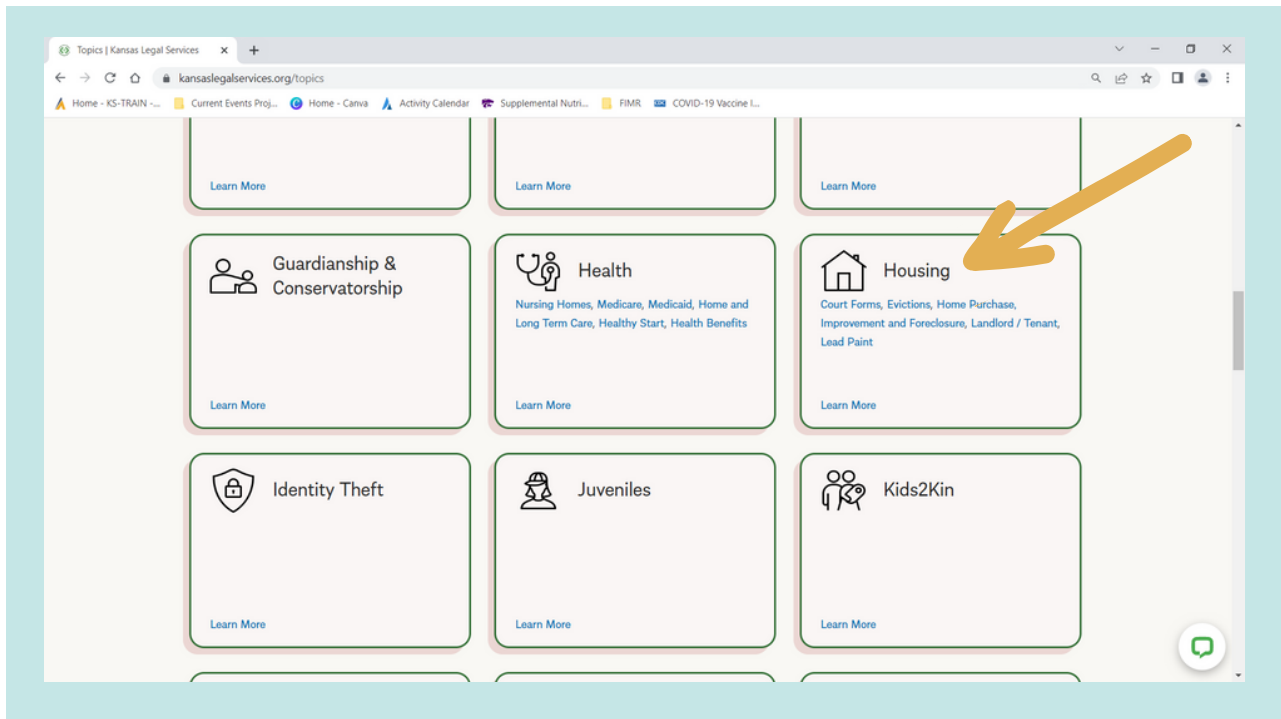 Topics | Kansas Legal Services
kansaslegalservices.org/topics
Home - KS-TRAIN -...
Current Events Proj...
Home - Canva
Activity Calendar
Supplemental Nutri...
FIMR
COVID-19 Vaccine I...
Learn More
Learn More
Learn More
Guardianship &
Conservatorship
Learn More
Health
Nursing Homes, Medicare, Medicaid, Home and
Long Term Care, Healthy Start, Health Benefits
Learn More
Housing
Court Forms, Evictions, Home Purchase,
Improvement and Foreclosure, Landlord / Tenant,
Lead Paint
Learn More
Identity Theft
Learn More
Juveniles
Learn More
Kids2Kin
Learn More